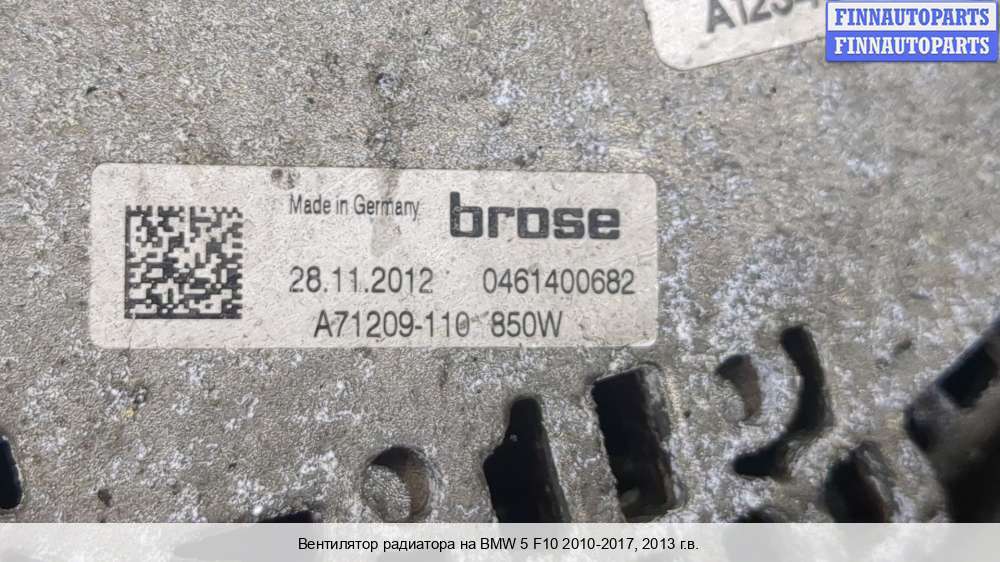 FINNAUTOPARTS
FINNAUTOPARTS
Made in Germany
brose
28.11.2012 0461400682
A71209-110 850W
Вентилятор радиатора на BMW 5 F10 2010-2017, 2013 г.в.